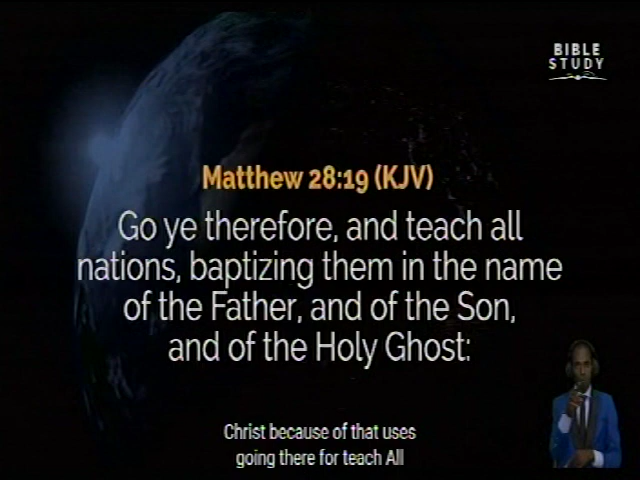 BIBLE
STUDY
Matthew 28:19 (KJV)
Go ye therefore, and teach all
nations, baptizing them in the name
of the Father, and of the Son,
and of the Holy Ghost:
Christ because of that uses
going there for teach All